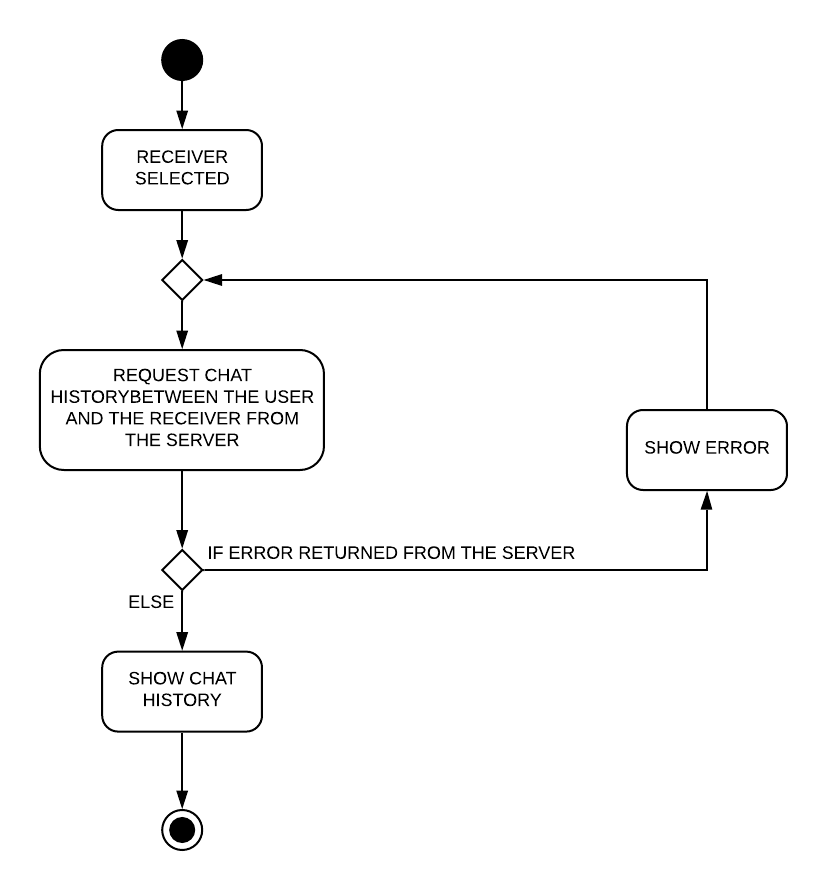 RECEIVER
SELECTED
REQUEST CHAT
HISTORYBETWEEN THE USER
AND THE RECEIVER FROM
THE SERVER
SHOW ERROR
IF ERROR RETURNED FROM THE SERVER
ELSE
SHOW CHAT
HISTORY